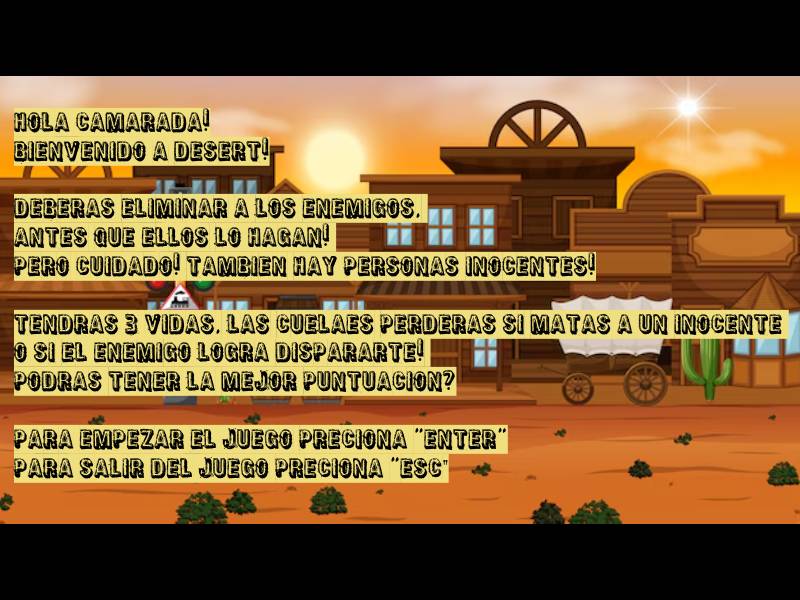 HOLA CAMARADA!
BIENVENIDO A DESERT!
DEBERAS ELIMINAR A LOS ENEMIGOS,
ANTES QUE ELLOS LO HAGAN!
PERO CUIDADO! TAMBIEN HAY PERSONAS INOCENTES!
TENDRAS 3 VIDAS, LAS CUELAES PERDERAS SI MATAS A UN INOCENTE
O SI EL ENEMIGO LOGRA DISPARARTE!
PODRAS TENER LA MEJOR PUNTUACION?
PARA EMPEZAR EL JUEGO PRECIONA "ENTER"
PARA SALIR DEL JUEGO PRECIONA "ESC"